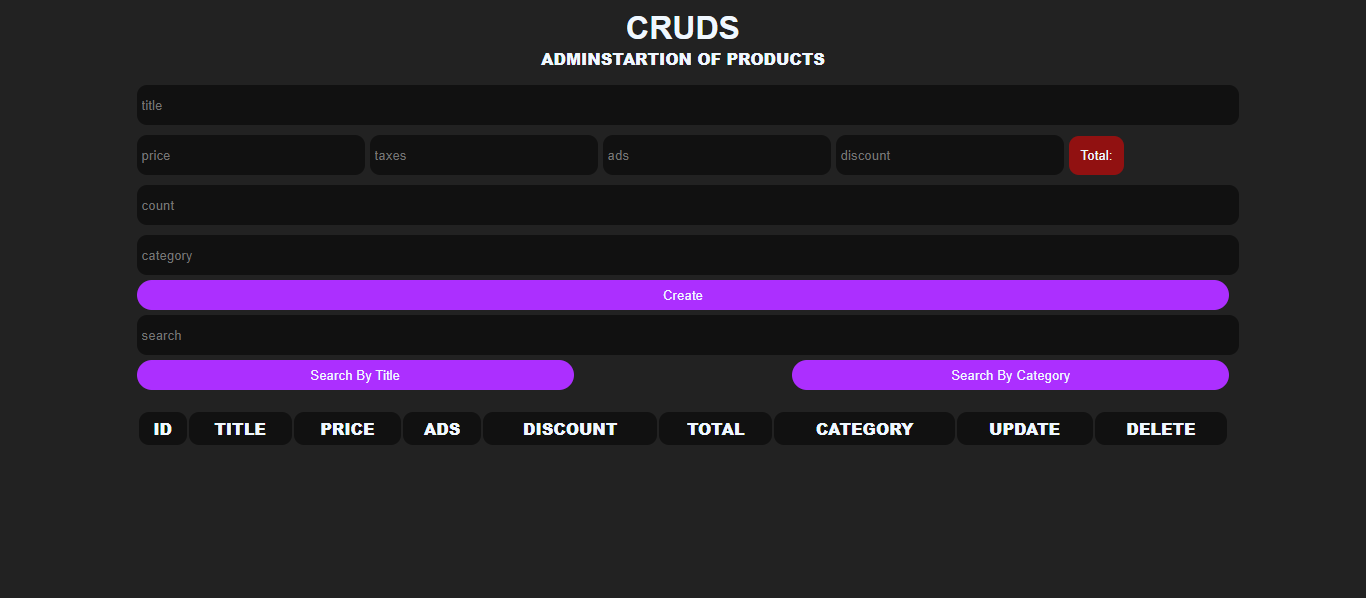 CRUDS
ADMINSTARTION OF PRODUCTS
title
price taxes ads discount Total:
count
category
Create
search
Search By Title Search By Category
ID TITLE PRICE ADS DISCOUNT TOTAL CATEGORY UPDATE DELETE